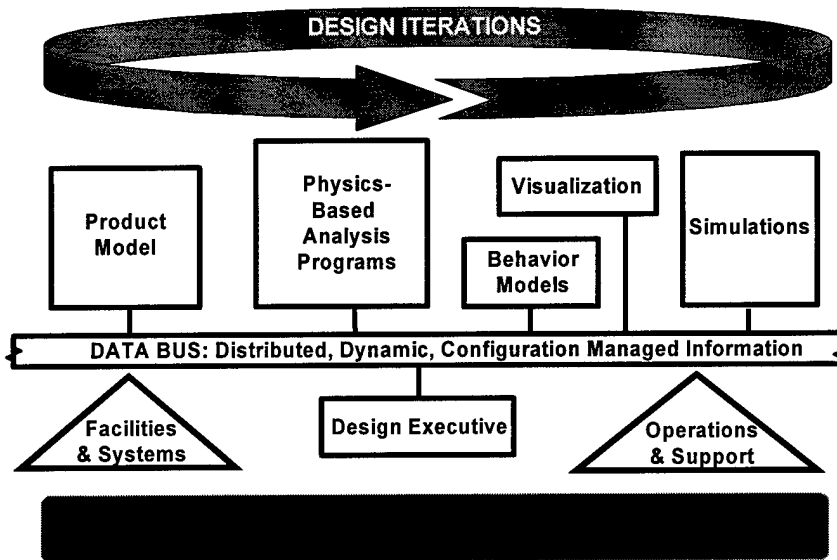 DESIGN ITERATIONS
Product
Model
Physics-
Based
Analysis
Programs
Visualization
Behavior
Models
Simulations
DATA BUS: Distributed, Dynamic, Configuration Managed Information
Facilities
& Systems
Design Executive
Operations
& Support